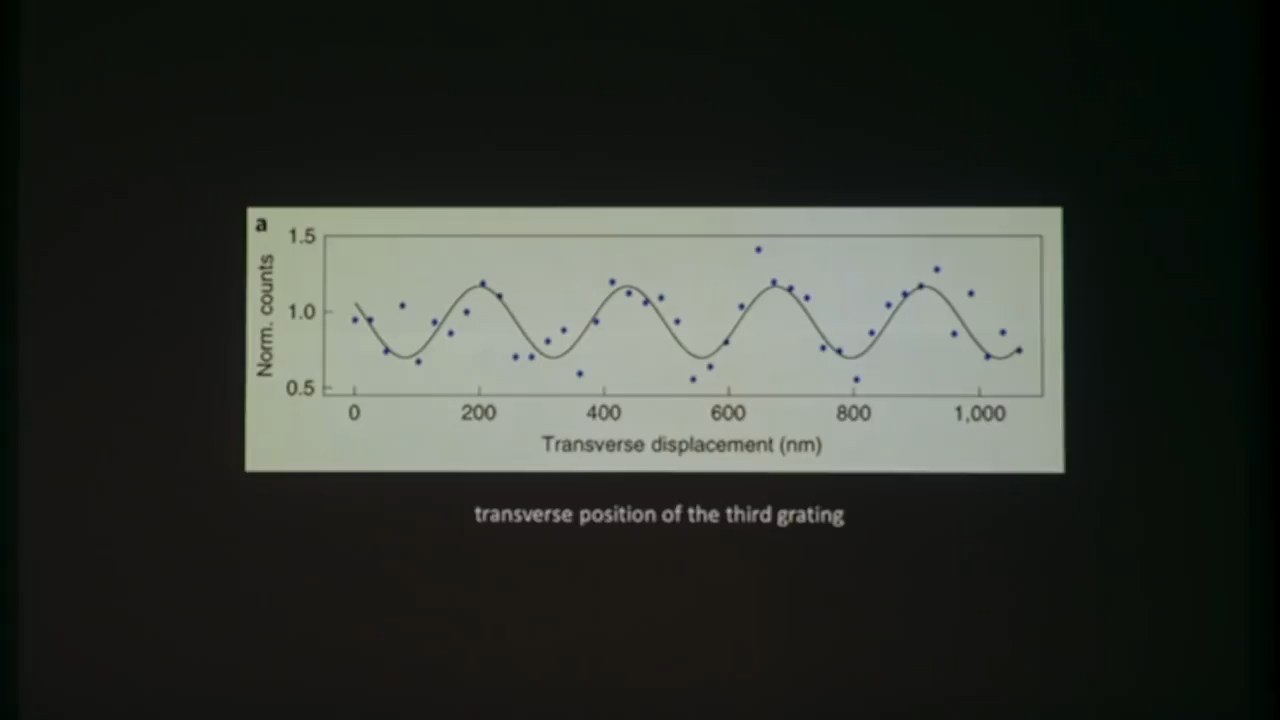 a
1.5
1.0
0.5
Norm. counts
0 200 400 600 800 1,000
Transverse displacement (nm)
transverse position of the third grating